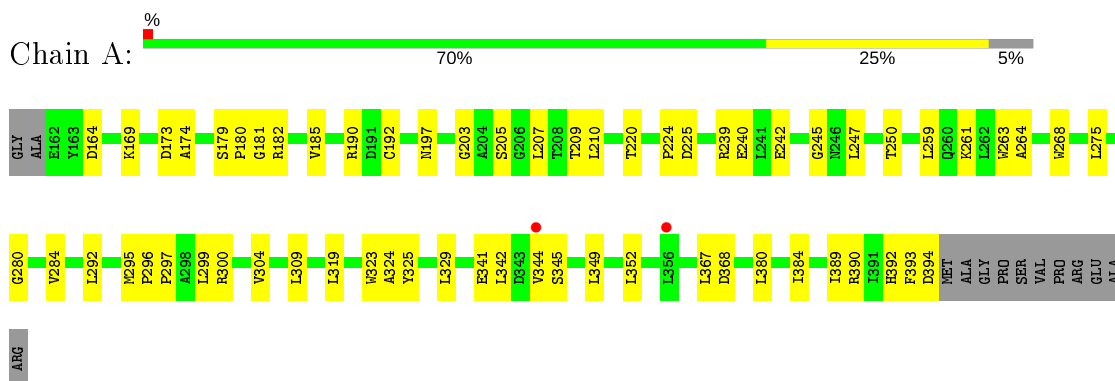 %
Chain A:
70% 25% 5%
GLY ALA E162 Y163 D164 K169 D173 A174 S179 P180 G181 R182 V185 R190 D191 C192 N197 G203 A204 S205 G206 L207 T208 T209 L210 T220 P224 D225 R239 E240 L241 E242 G245 N246 L247 T250 L259 Q260 K261 L262 W263 A264 W268 L275
G280 V284 L292 M295 P296 P297 A298 L299 R300 V304 L309 L319 W323 A324 Y325 L329 E341 L342 D343 V344 S345 L349 L352 L356 L367 D368 L380 I384 I389 R390 I391 H392 F393 D394 MET ALA GLY PRO SER VAL PRO ARG GLU ALA
ARG